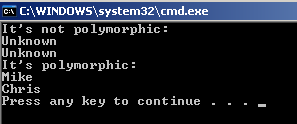 C:\WINDOWS\system32\cmd.exe
It's not polymorphic:
Unknown
Unknown
It's polymorphic:
Mike
Chris
Press any key to continue . . . _